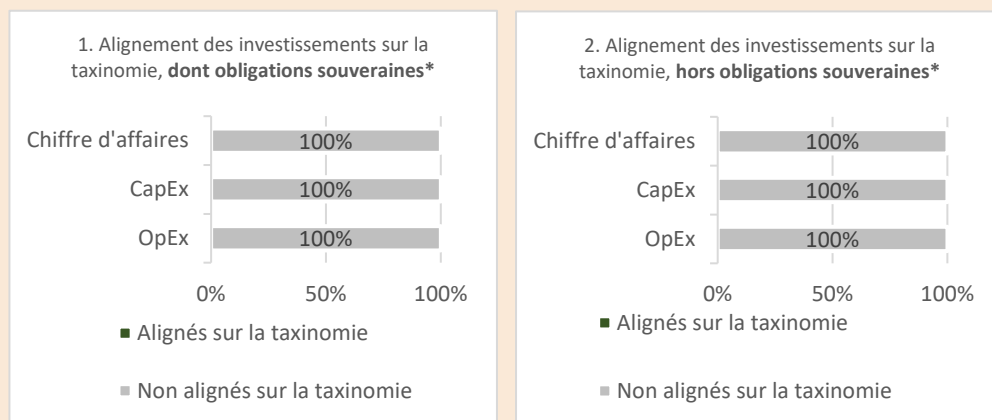 1. Alignement des investissements sur la
taxinomie, dont obligations souveraines*
Chiffre d'affaires
100%
CapEx
100%
OpEx
100%
0%
50%
100%
Alignés sur la taxinomie
Non alignés sur la taxinomie
2. Alignement des investissements sur la
taxinomie, hors obligations souveraines*
Chiffre d'affaires
100%
CapEx
100%
OpEx
100%
0%
50%
100%
Alignés sur la taxinomie
Non alignés sur la taxinomie